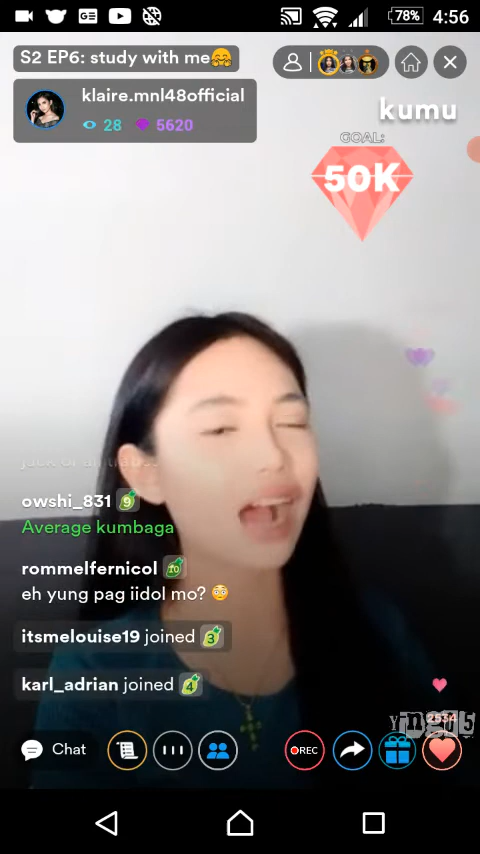 78% 4:56
S2 EP6: study with me🤗
klaire.mnl48official
28 5620
kumu
GOAL:
50K
owshi_831 9
Average kumbaga
rommelfernicol 10
eh yung pag iidol mo? 😳
itsmelouise19 joined 3
karl_adrian joined 4
2534
Chat
REC